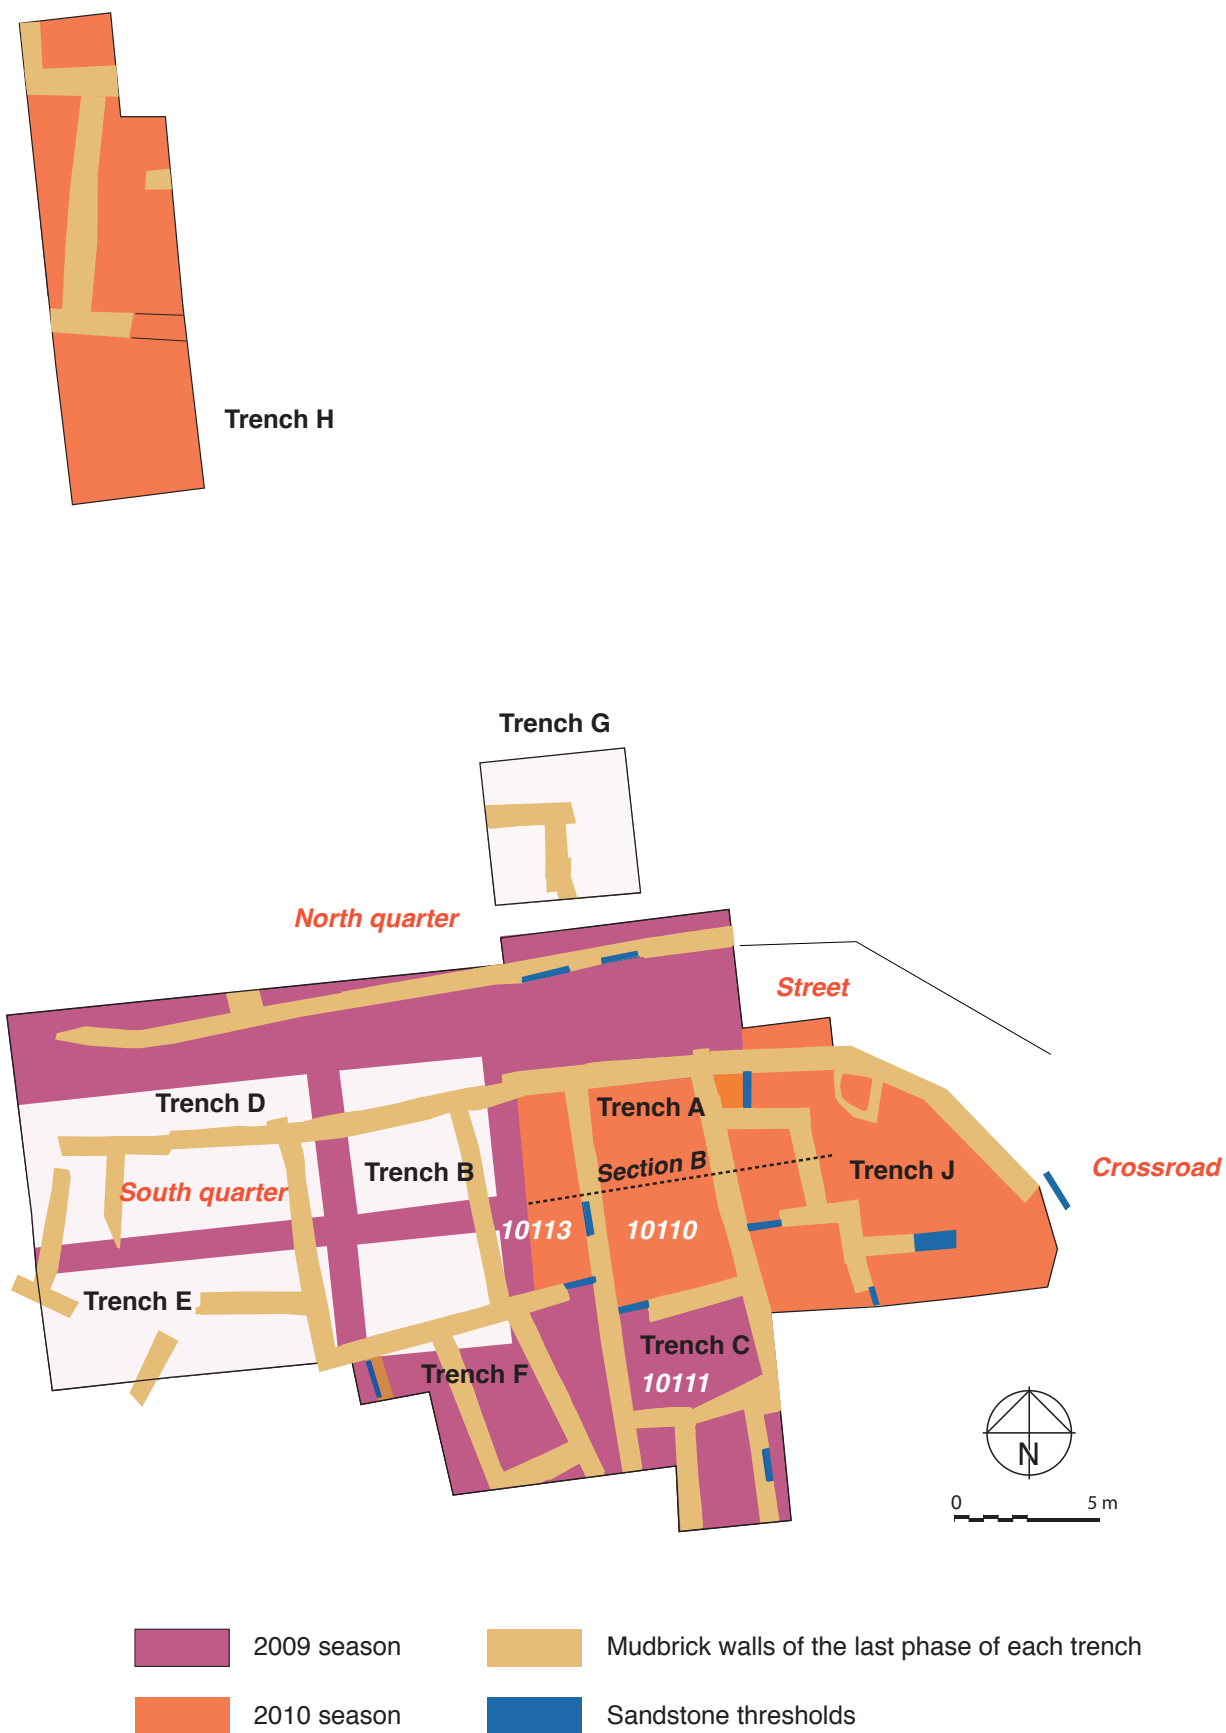 Trench H
Trench G
North quarter
Street
Trench D
Trench A
Trench B
Section B
Trench J
Crossroad
South quarter
10113
10110
Trench E
Trench C
Trench F
10111
N
0 5 m
2009 season
Mudbrick walls of the last phase of each trench
2010 season
Sandstone thresholds